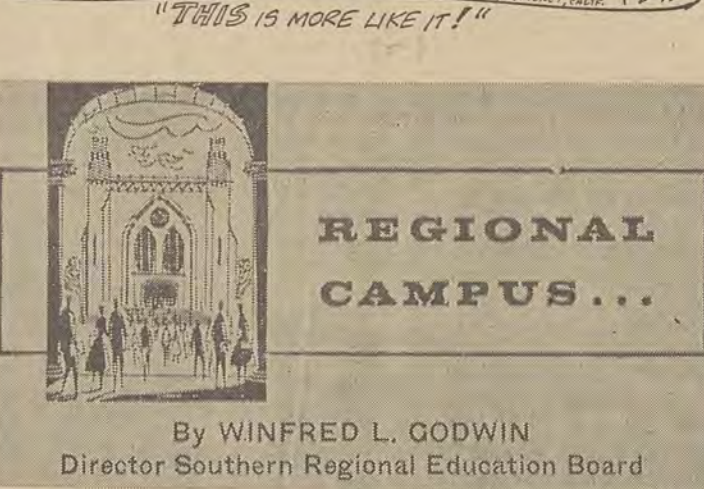 "THIS IS MORE LIKE IT!"
REGIONAL
CAMPUS...
By WINFRED L. GODWIN
Director Southern Regional Education Board